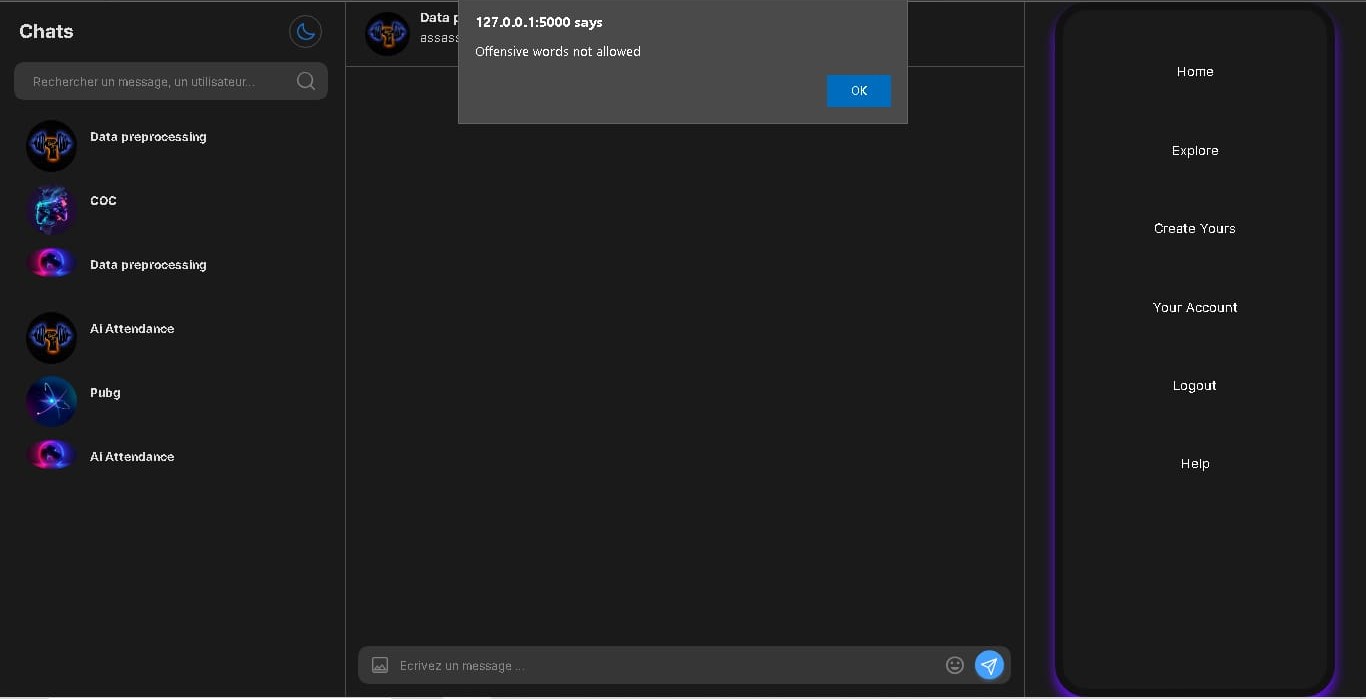 Chats
Rechercher un message, un utilisateur...
Data preprocessing
COC
Data preprocessing
Ai Attendance
Pubg
Ai Attendance
Data p
assass
127.0.0.1:5000 says
Offensive words not allowed
OK
Ecrivez un message ...
Home
Explore
Create Yours
Your Account
Logout
Help